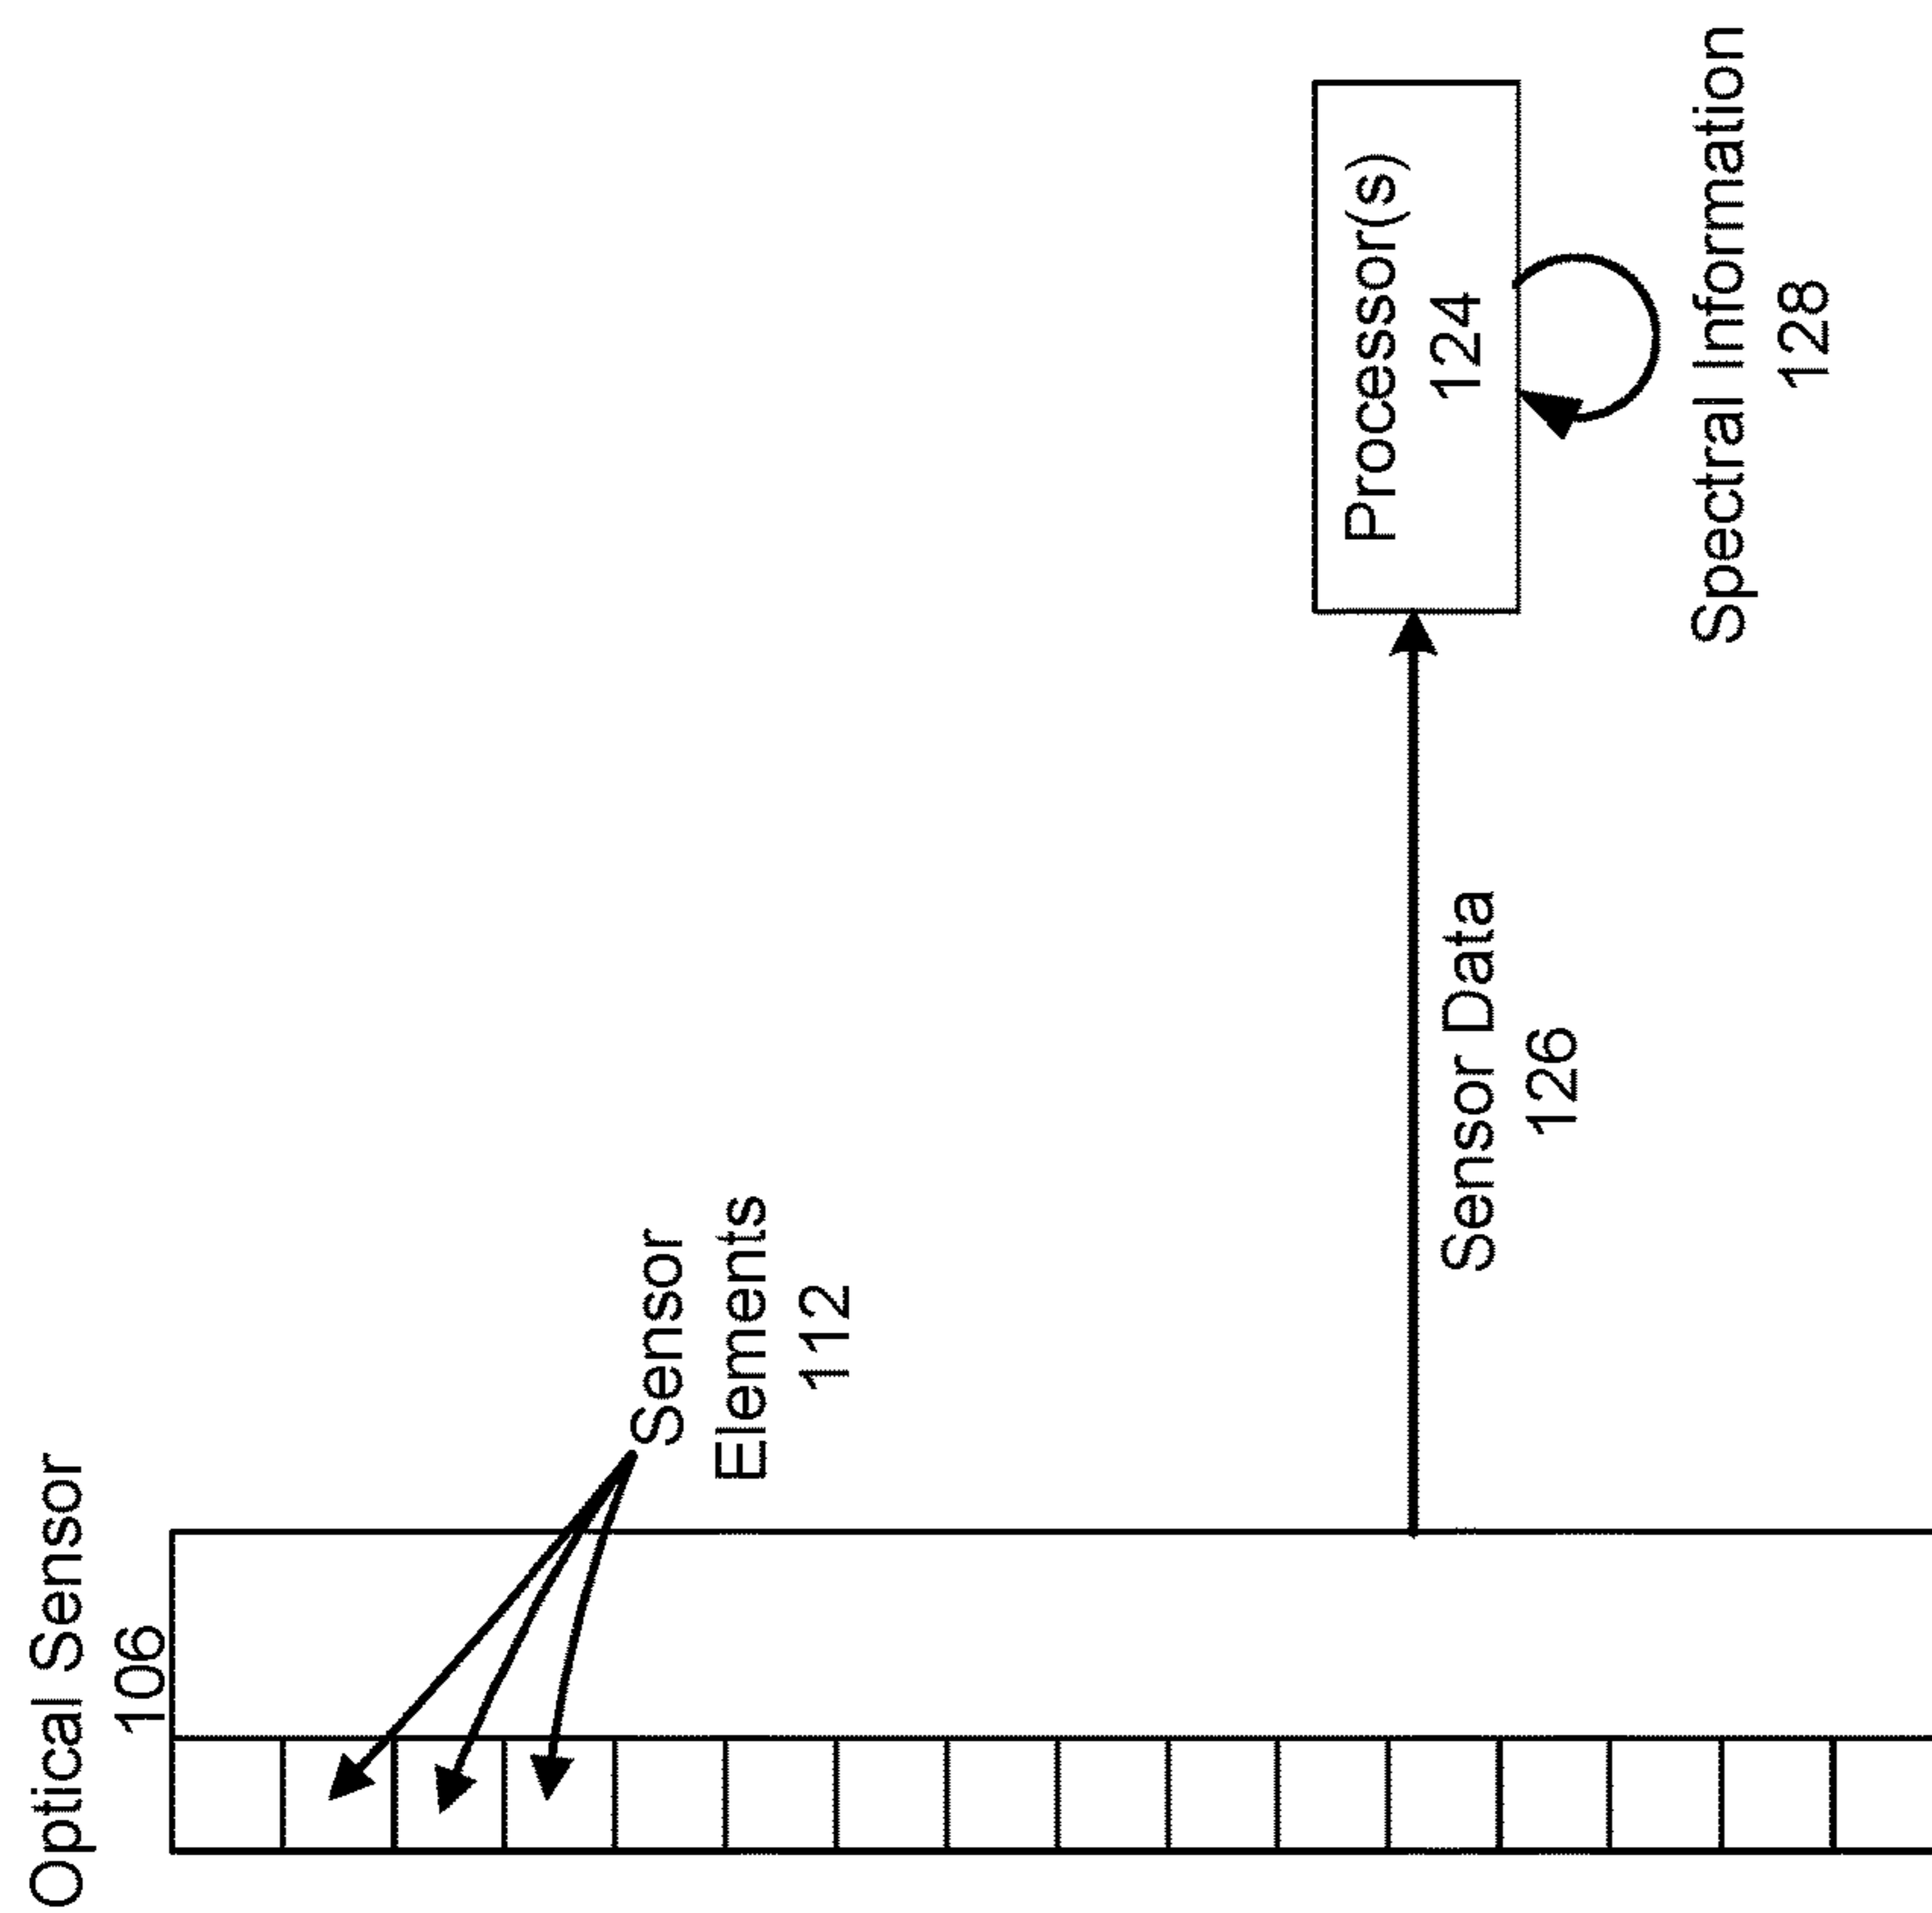 Optical Sensor
106
Sensor
Elements
112
Sensor Data
126
Processor(s)
124
Spectral Information
128